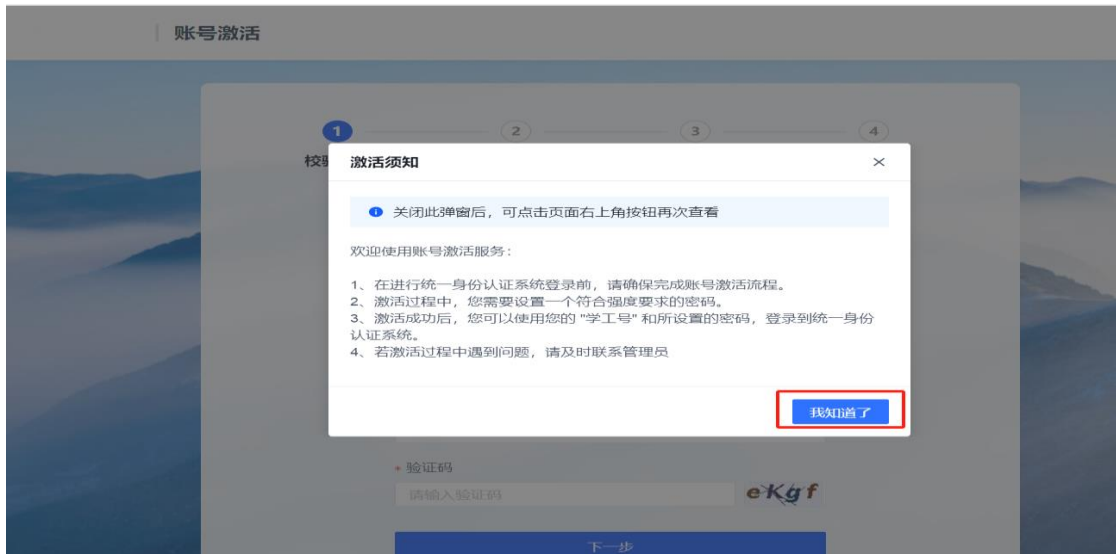 账号激活
1
2
3
4
校验
激活须知
关闭此弹窗后，可点击页面右上角按钮再次查看
欢迎使用账号激活服务：
1、在进行统一身份认证系统登录前，请确保完成账号激活流程。
2、激活过程中，您需要设置一个符合强度要求的密码。
3、激活成功后，您可以使用您的 "学工号" 和所设置的密码，登录到统一身份
认证系统。
4、若激活过程中遇到问题，请及时联系管理员
我知道了
* 验证码
请输入验证码
eKgf
下一步